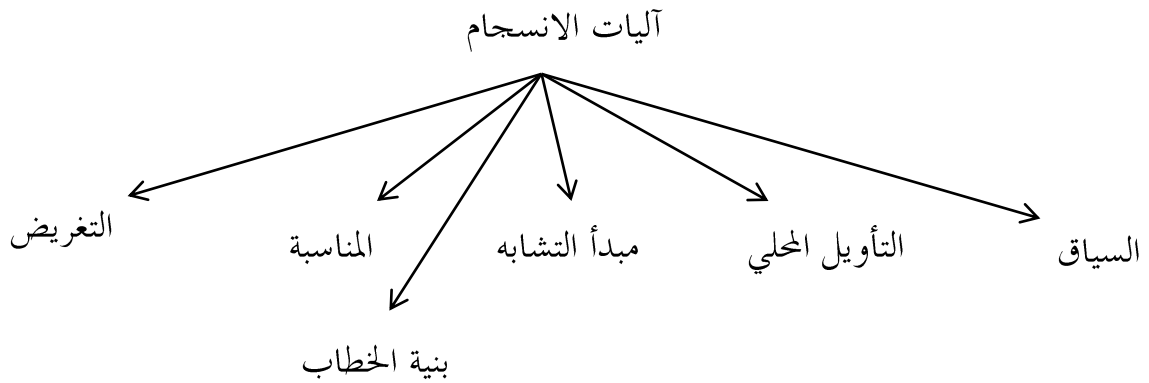 آليات الانسجام
السياق
التأويل المحلي
مبدأ التشابه
المناسبة
التغريض
بنية الخطاب